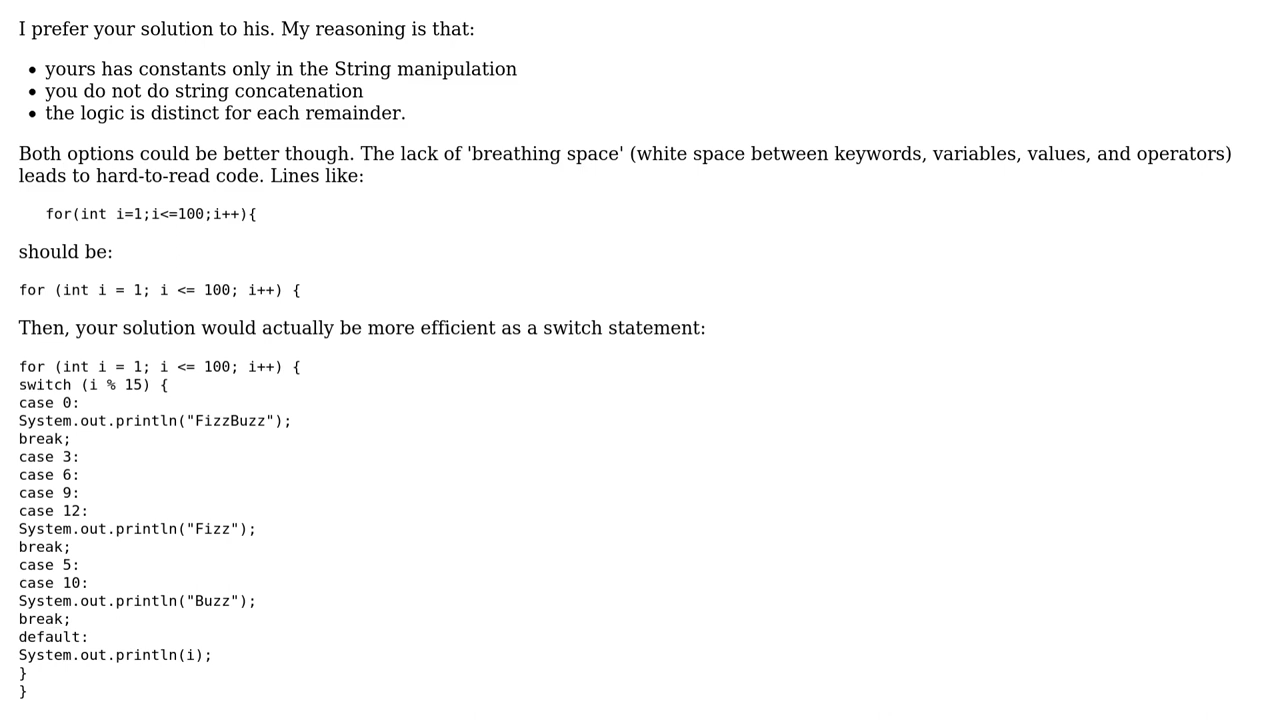 I prefer your solution to his. My reasoning is that:
• yours has constants only in the String manipulation
• you do not do string concatenation
• the logic is distinct for each remainder.
Both options could be better though. The lack of 'breathing space' (white space between keywords, variables, values, and operators)
leads to hard-to-read code. Lines like:
   for(int i=1;i<=100;i++){
should be:
for (int i = 1; i <= 100; i++) {
Then, your solution would actually be more efficient as a switch statement:
for (int i = 1; i <= 100; i++) {
switch (i % 15) {
case 0:
System.out.println("FizzBuzz");
break;
case 3:
case 6:
case 9:
case 12:
System.out.println("Fizz");
break;
case 5:
case 10:
System.out.println("Buzz");
break;
default:
System.out.println(i);
}
}